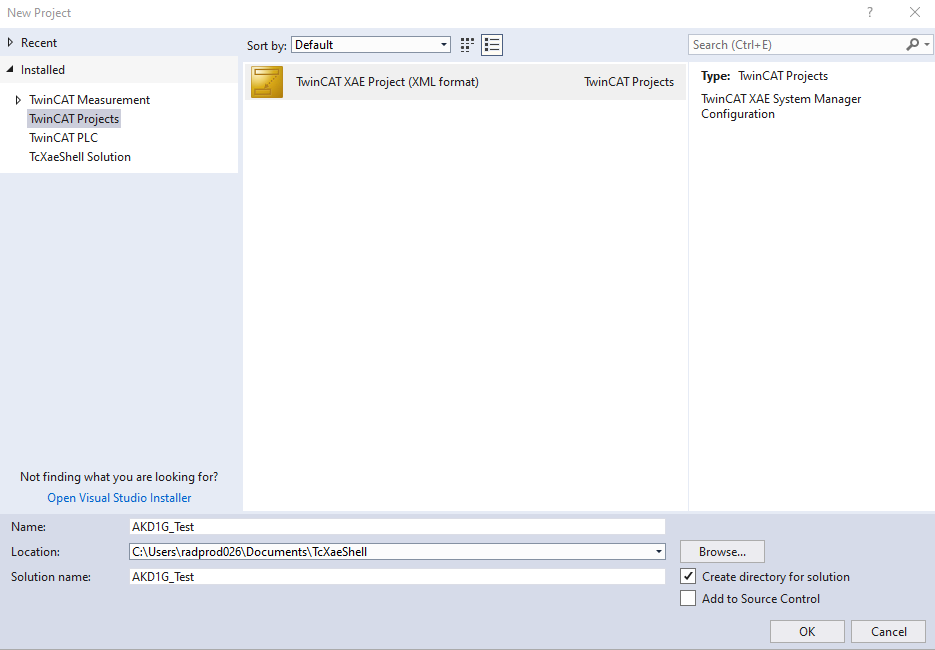 New Project
?
Recent
Installed
TwinCAT Measurement
TwinCAT Projects
TwinCAT PLC
TcXaeShell Solution
Not finding what you are looking for?
Open Visual Studio Installer
Sort by: Default
TwinCAT XAE Project (XML format) TwinCAT Projects
Search (Ctrl+E)
Type: TwinCAT Projects
TwinCAT XAE System Manager
Configuration
Name: AKD1G_Test
Location: C:\Users\radprod026\Documents\TcXaeShell Browse...
Solution name: AKD1G_Test
Create directory for solution
Add to Source Control
OK Cancel